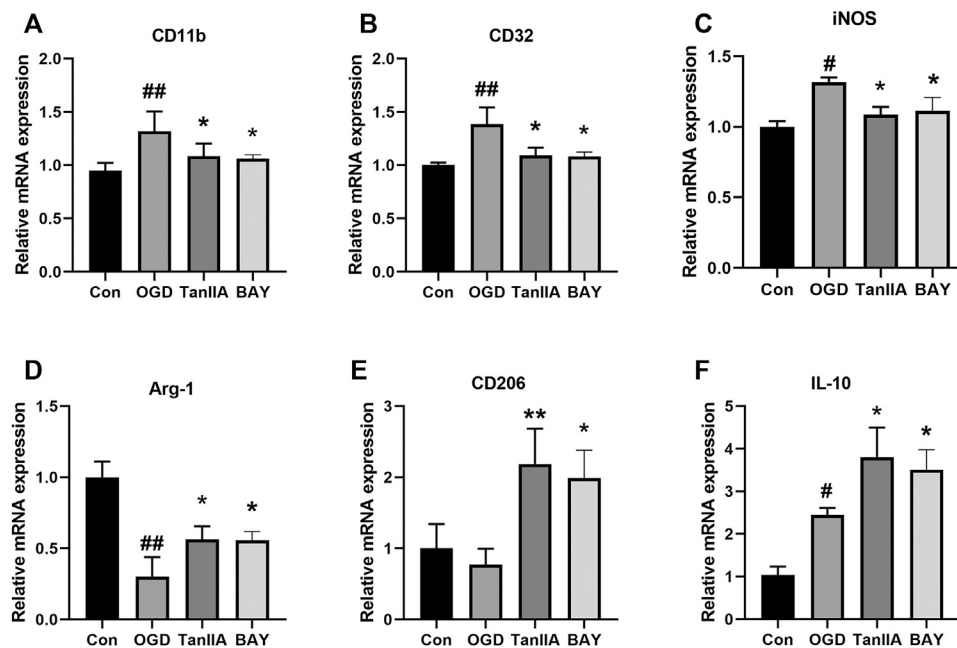 A
CD11b
Relative mRNA expression
2.0
1.5
1.0
0.5
0.0
##
*
*
Con OGD TanIIA BAY
B
CD32
Relative mRNA expression
2.0
1.5
1.0
0.5
0.0
##
*
*
Con OGD TanIIA BAY
C
iNOS
Relative mRNA expression
1.5
1.0
0.5
#
*
*
Con OGD TanIIA BAY
D
Arg-1
Relative mRNA expression
1.5
1.0
0.5
0.0
##
*
*
Con OGD TanIIA BAY
E
CD206
Relative mRNA expression
3
2
1
0
**
*
Con OGD TanIIA BAY
F
IL-10
Relative mRNA expression
5
4
3
2
1
0
#
*
*
Con OGD TanIIA BAY